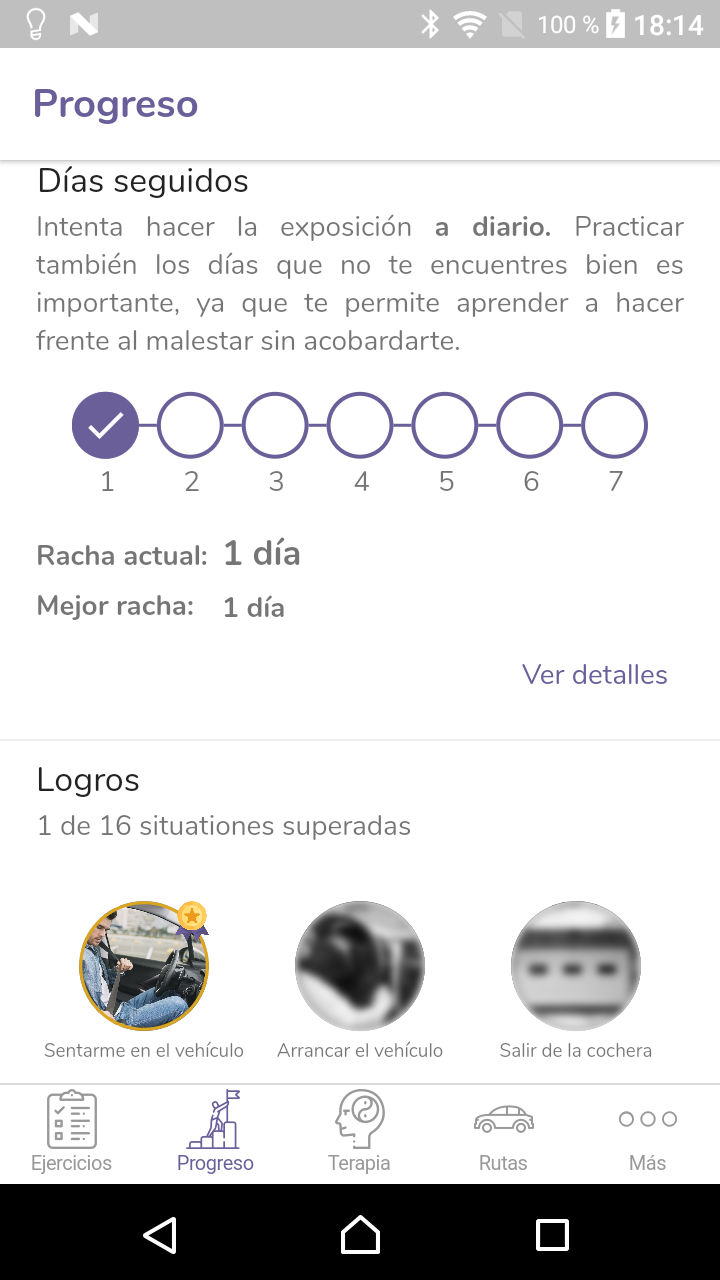 100 % 18:14
Progreso
Días seguidos
Intenta hacer la exposición a diario. Practicar
también los días que no te encuentres bien es
importante, ya que te permite aprender a hacer
frente al malestar sin acobardarte.
1 2 3 4 5 6 7
Racha actual: 1 día
Mejor racha: 1 día
Ver detalles
Logros
1 de 16 situationes superadas
Sentarme en el vehículo Arrancar el vehículo Salir de la cochera
Ejercicios Progreso Terapia Rutas Más